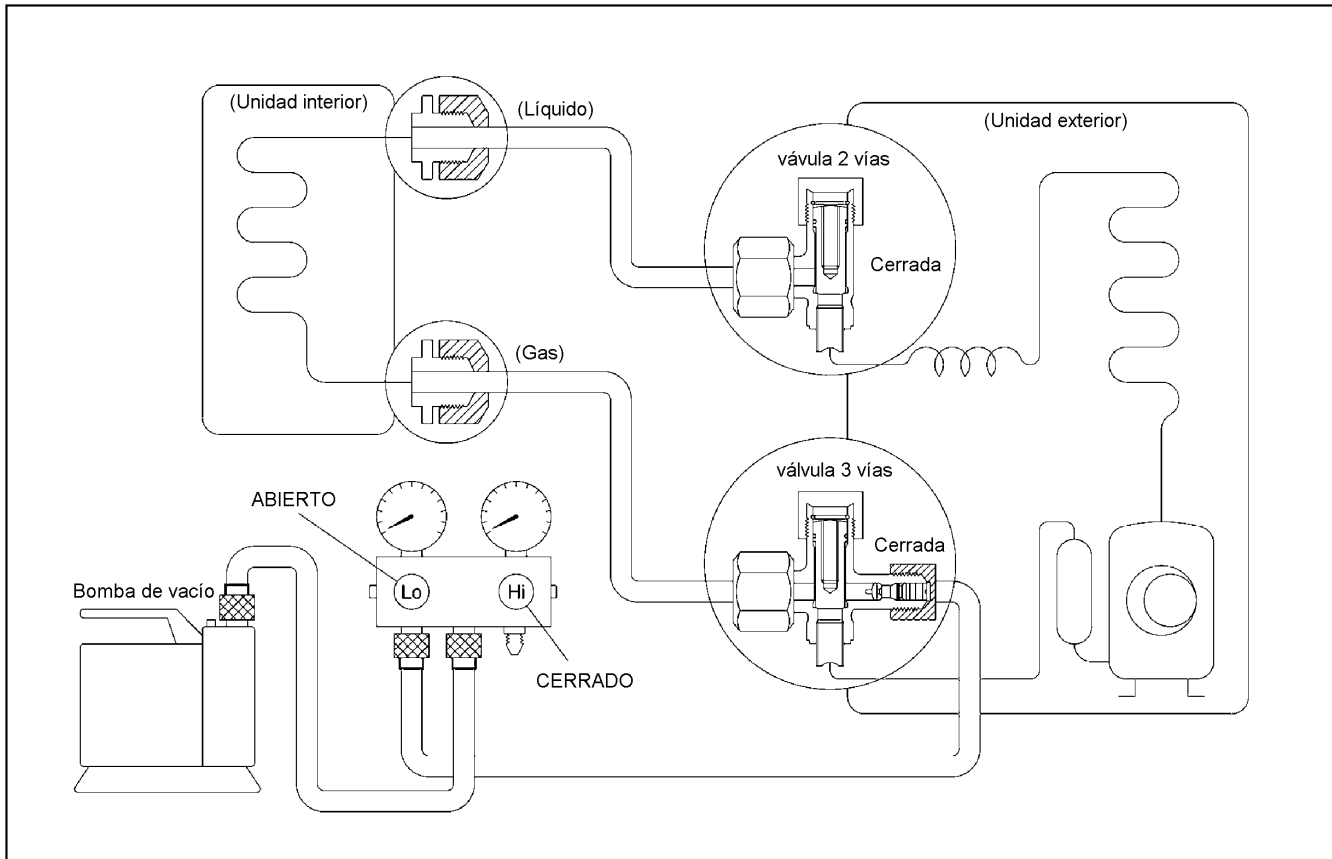 (Unidad interior)
(Líquido)
(Unidad exterior)
vávula 2 vías
Cerrada
(Gas)
válvula 3 vías
Cerrada
ABIERTO
Bomba de vacío
Lo
Hi
CERRADO